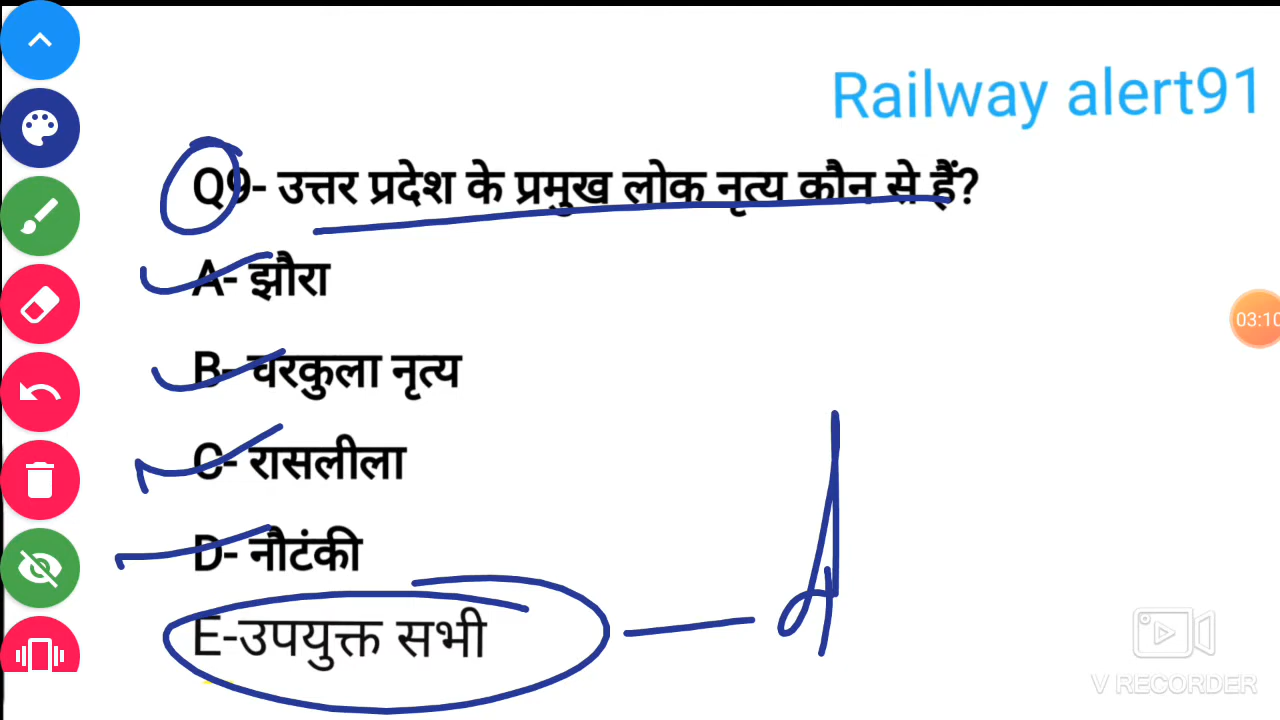 Railway alert91
Q9- उत्तर प्रदेश के प्रमुख लोक नृत्य कौन से हैं?
A- झौरा
B- चरकुला नृत्य
03:10
C- रासलीला
D- नौटंकी
E-उपयुक्त सभी
V RECORDER